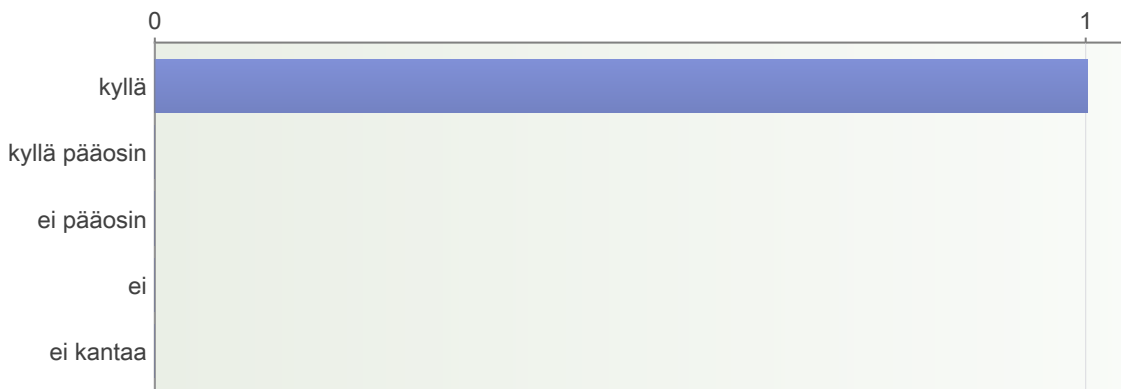 0 1
kyllä
kyllä pääosin
ei pääosin
ei
ei kantaa